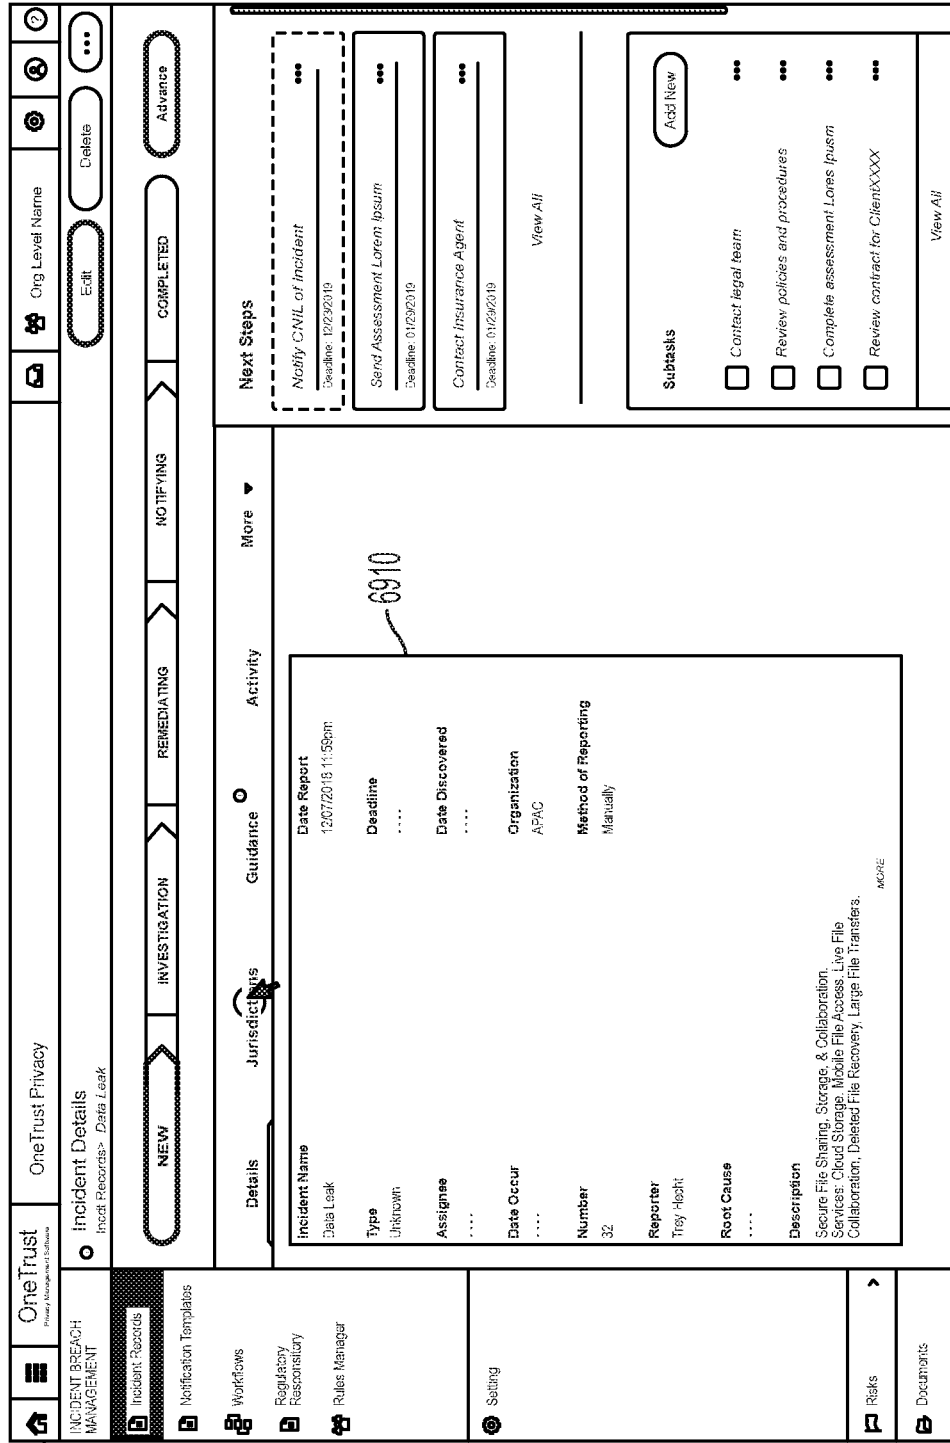 OneTrust
Privacy Management Software
OneTrust Privacy
Org Level Name
?
INCIDENT BREACH
MANAGEMENT
Incident Records
Notification Templates
Workflows
Regulatory
Responsitory
Rules Manager
Setting
Risks
Documents
Incident Details
Incdt Records> Data Leak
Edit
Delete
NEW
INVESTIGATION
REMEDIATING
NOTIFYING
COMPLETED
Advance
Details
Jurisdictions
Guidance
Activity
More
6910
Incident Name
Data Leak
Date Report
12/07/2018 11:59pm
Type
Unknown
Deadline
----
Assignee
----
Date Discovered
----
Date Occur
----
Organization
APAC
Number
32
Method of Reporting
Manually
Reporter
Trey Hecht
Root Cause
----
Description
Secure File Sharing, Storage, & Collaboration.
Services: Cloud Storage. Mobile File Access. Live File
Collaboration, Deleted File Recovery, Large File Transfers.
MORE
Next Steps
Notify CNIL of Incident
Deadline: 12/23/2019
Send Assessment Lorem Ipsum
Deadline: 01/29/2019
Contact Insurance Agent
Deadline: 01/29/2019
View All
Subtasks
Add New
Contact legal team
Review policies and procedures
Complete assessment Lores Ipusm
Review contract for ClientXXXX
View All